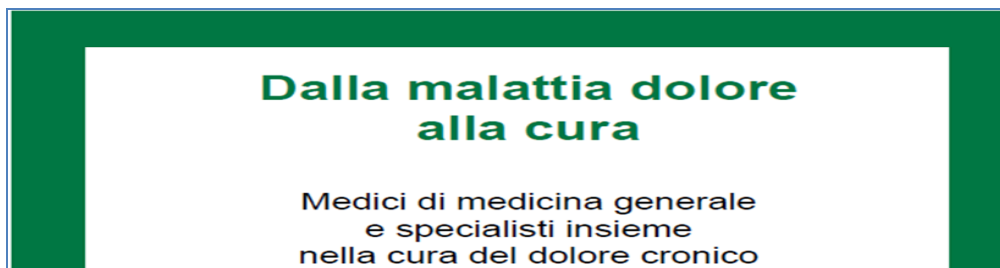 Dalla malattia dolore
alla cura
Medici di medicina generale
e specialisti insieme
nella cura del dolore cronico